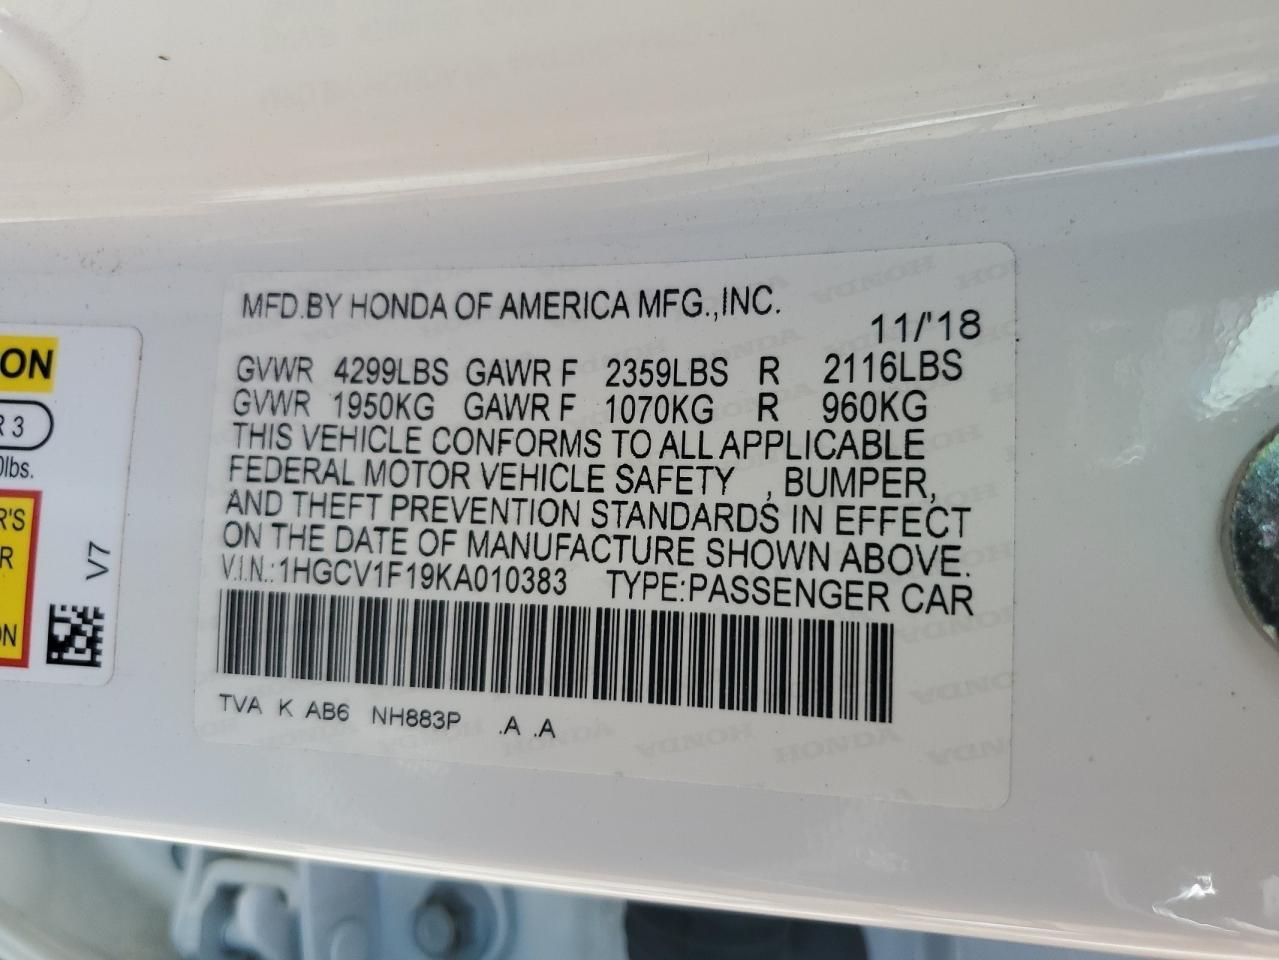 MFD.BY HONDA OF AMERICA MFG.,INC.
11/'18
GVWR 4299LBS GAWR F 2359LBS R 2116LBS
GVWR 1950KG GAWR F 1070KG R 960KG
THIS VEHICLE CONFORMS TO ALL APPLICABLE
FEDERAL MOTOR VEHICLE SAFETY , BUMPER,
AND THEFT PREVENTION STANDARDS IN EFFECT
ON THE DATE OF MANUFACTURE SHOWN ABOVE.
V.I.N.:1HGCV1F19KA010383 TYPE:PASSENGER CAR
TVA K AB6 NH883P .A .A
ON
R 3
0lbs.
R'S
R
ON
V7